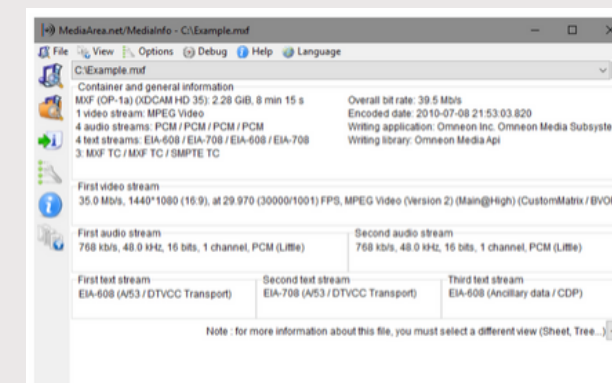 MediaArea.net/MediaInfo - C:\Example.mxf
File View Options Debug Help Language
C:\Example.mxf
Container and general information
MXF (OP-1a) (XDCAM HD 35): 2.28 GiB, 8 min 15 s
1 video stream: MPEG Video
4 audio streams: PCM / PCM / PCM / PCM
4 text streams: EIA-608 / EIA-708 / EIA-608 / EIA-708
3: MXF TC / MXF TC / SMPTE TC
Overall bit rate: 39.5 Mb/s
Encoded date: 2010-07-08 21:53:03.820
Writing application: Omneon Inc. Omneon Media Subsyste
Writing library: Omneon Media Api
First video stream
35.0 Mb/s, 1440*1080 (16:9), at 29.970 (30000/1001) FPS, MPEG Video (Version 2) (Main@High) (CustomMatrix / BVO
First audio stream
768 kb/s, 48.0 kHz, 16 bits, 1 channel, PCM (Little)
Second audio stream
768 kb/s, 48.0 kHz, 16 bits, 1 channel, PCM (Little)
First text stream
EIA-608 (A/53 / DTVCC Transport)
Second text stream
EIA-708 (A/53 / DTVCC Transport)
Third text stream
EIA-608 (Ancillary data / CDP)
Note : for more information about this file, you must select a different view (Sheet, Tree...)